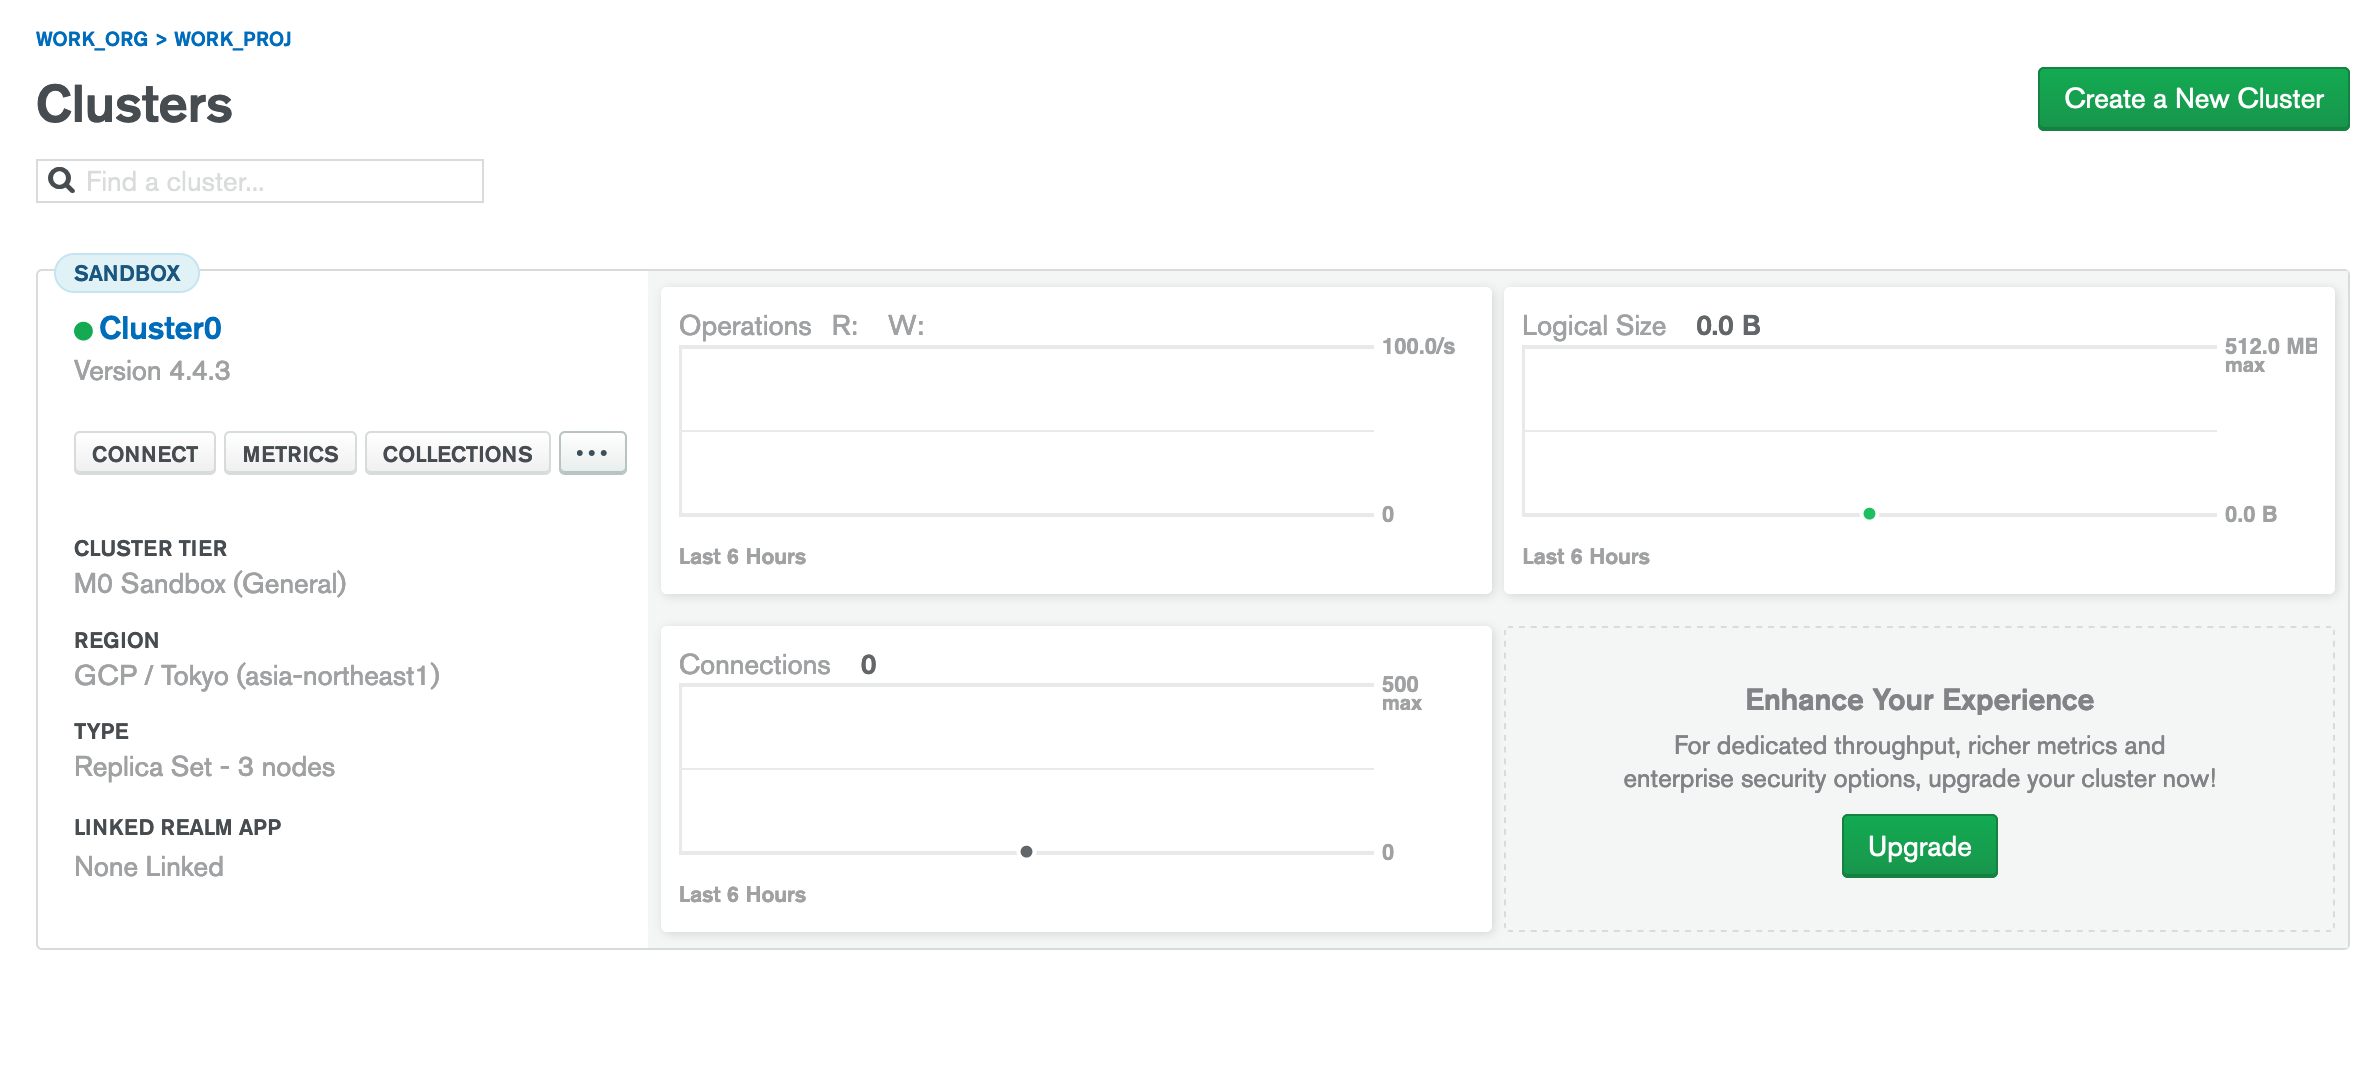 WORK_ORG > WORK_PROJ
Clusters
Create a New Cluster
Find a cluster...
SANDBOX
Cluster0
Version 4.4.3
CONNECT
METRICS
COLLECTIONS
...
CLUSTER TIER
M0 Sandbox (General)
REGION
GCP / Tokyo (asia-northeast1)
TYPE
Replica Set - 3 nodes
LINKED REALM APP
None Linked
Operations R: W:
100.0/s
0
Last 6 Hours
Logical Size 0.0 B
512.0 MB
max
0.0 B
Last 6 Hours
Connections 0
500
max
0
Last 6 Hours
Enhance Your Experience
For dedicated throughput, richer metrics and
enterprise security options, upgrade your cluster now!
Upgrade